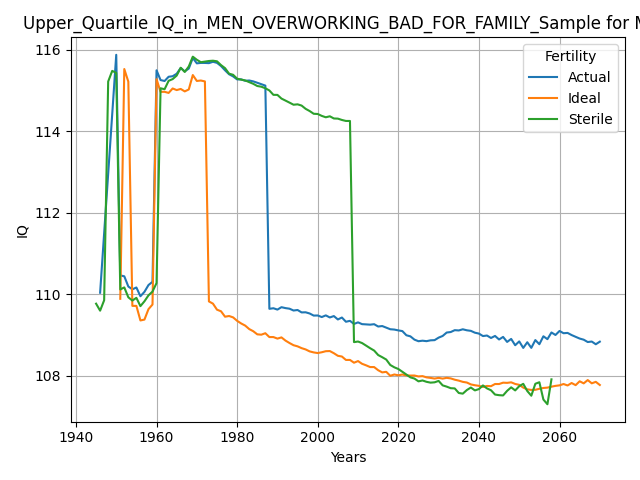 Upper_Quartile_IQ_in_MEN_OVERWORKING_BAD_FOR_FAMILY_Sample for
116
114
112
110
108
IQ
Fertility
Actual
Ideal
Sterile
1940
1960
1980
2000
2020
2040
2060
Years